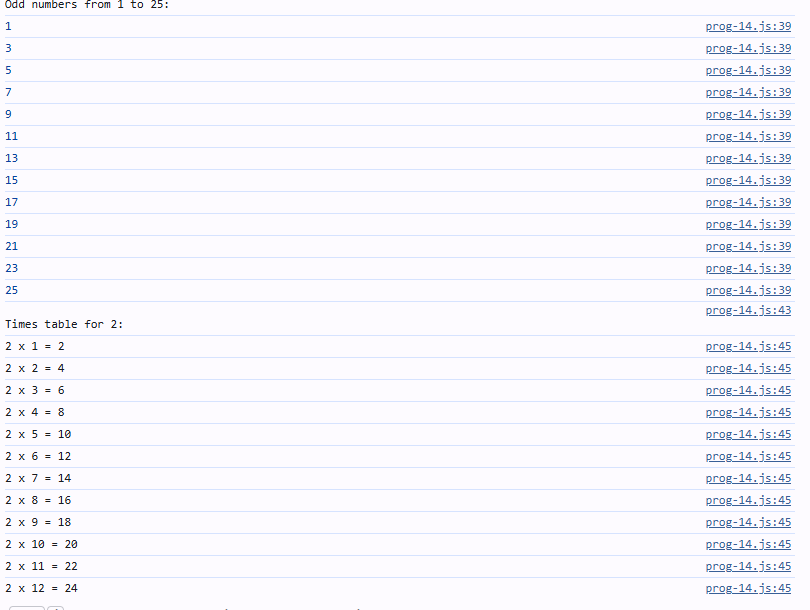 Odd numbers from 1 to 25:
1 prog-14.js:39
3 prog-14.js:39
5 prog-14.js:39
7 prog-14.js:39
9 prog-14.js:39
11 prog-14.js:39
13 prog-14.js:39
15 prog-14.js:39
17 prog-14.js:39
19 prog-14.js:39
21 prog-14.js:39
23 prog-14.js:39
25 prog-14.js:39
prog-14.js:43
Times table for 2:
2 x 1 = 2 prog-14.js:45
2 x 2 = 4 prog-14.js:45
2 x 3 = 6 prog-14.js:45
2 x 4 = 8 prog-14.js:45
2 x 5 = 10 prog-14.js:45
2 x 6 = 12 prog-14.js:45
2 x 7 = 14 prog-14.js:45
2 x 8 = 16 prog-14.js:45
2 x 9 = 18 prog-14.js:45
2 x 10 = 20 prog-14.js:45
2 x 11 = 22 prog-14.js:45
2 x 12 = 24 prog-14.js:45